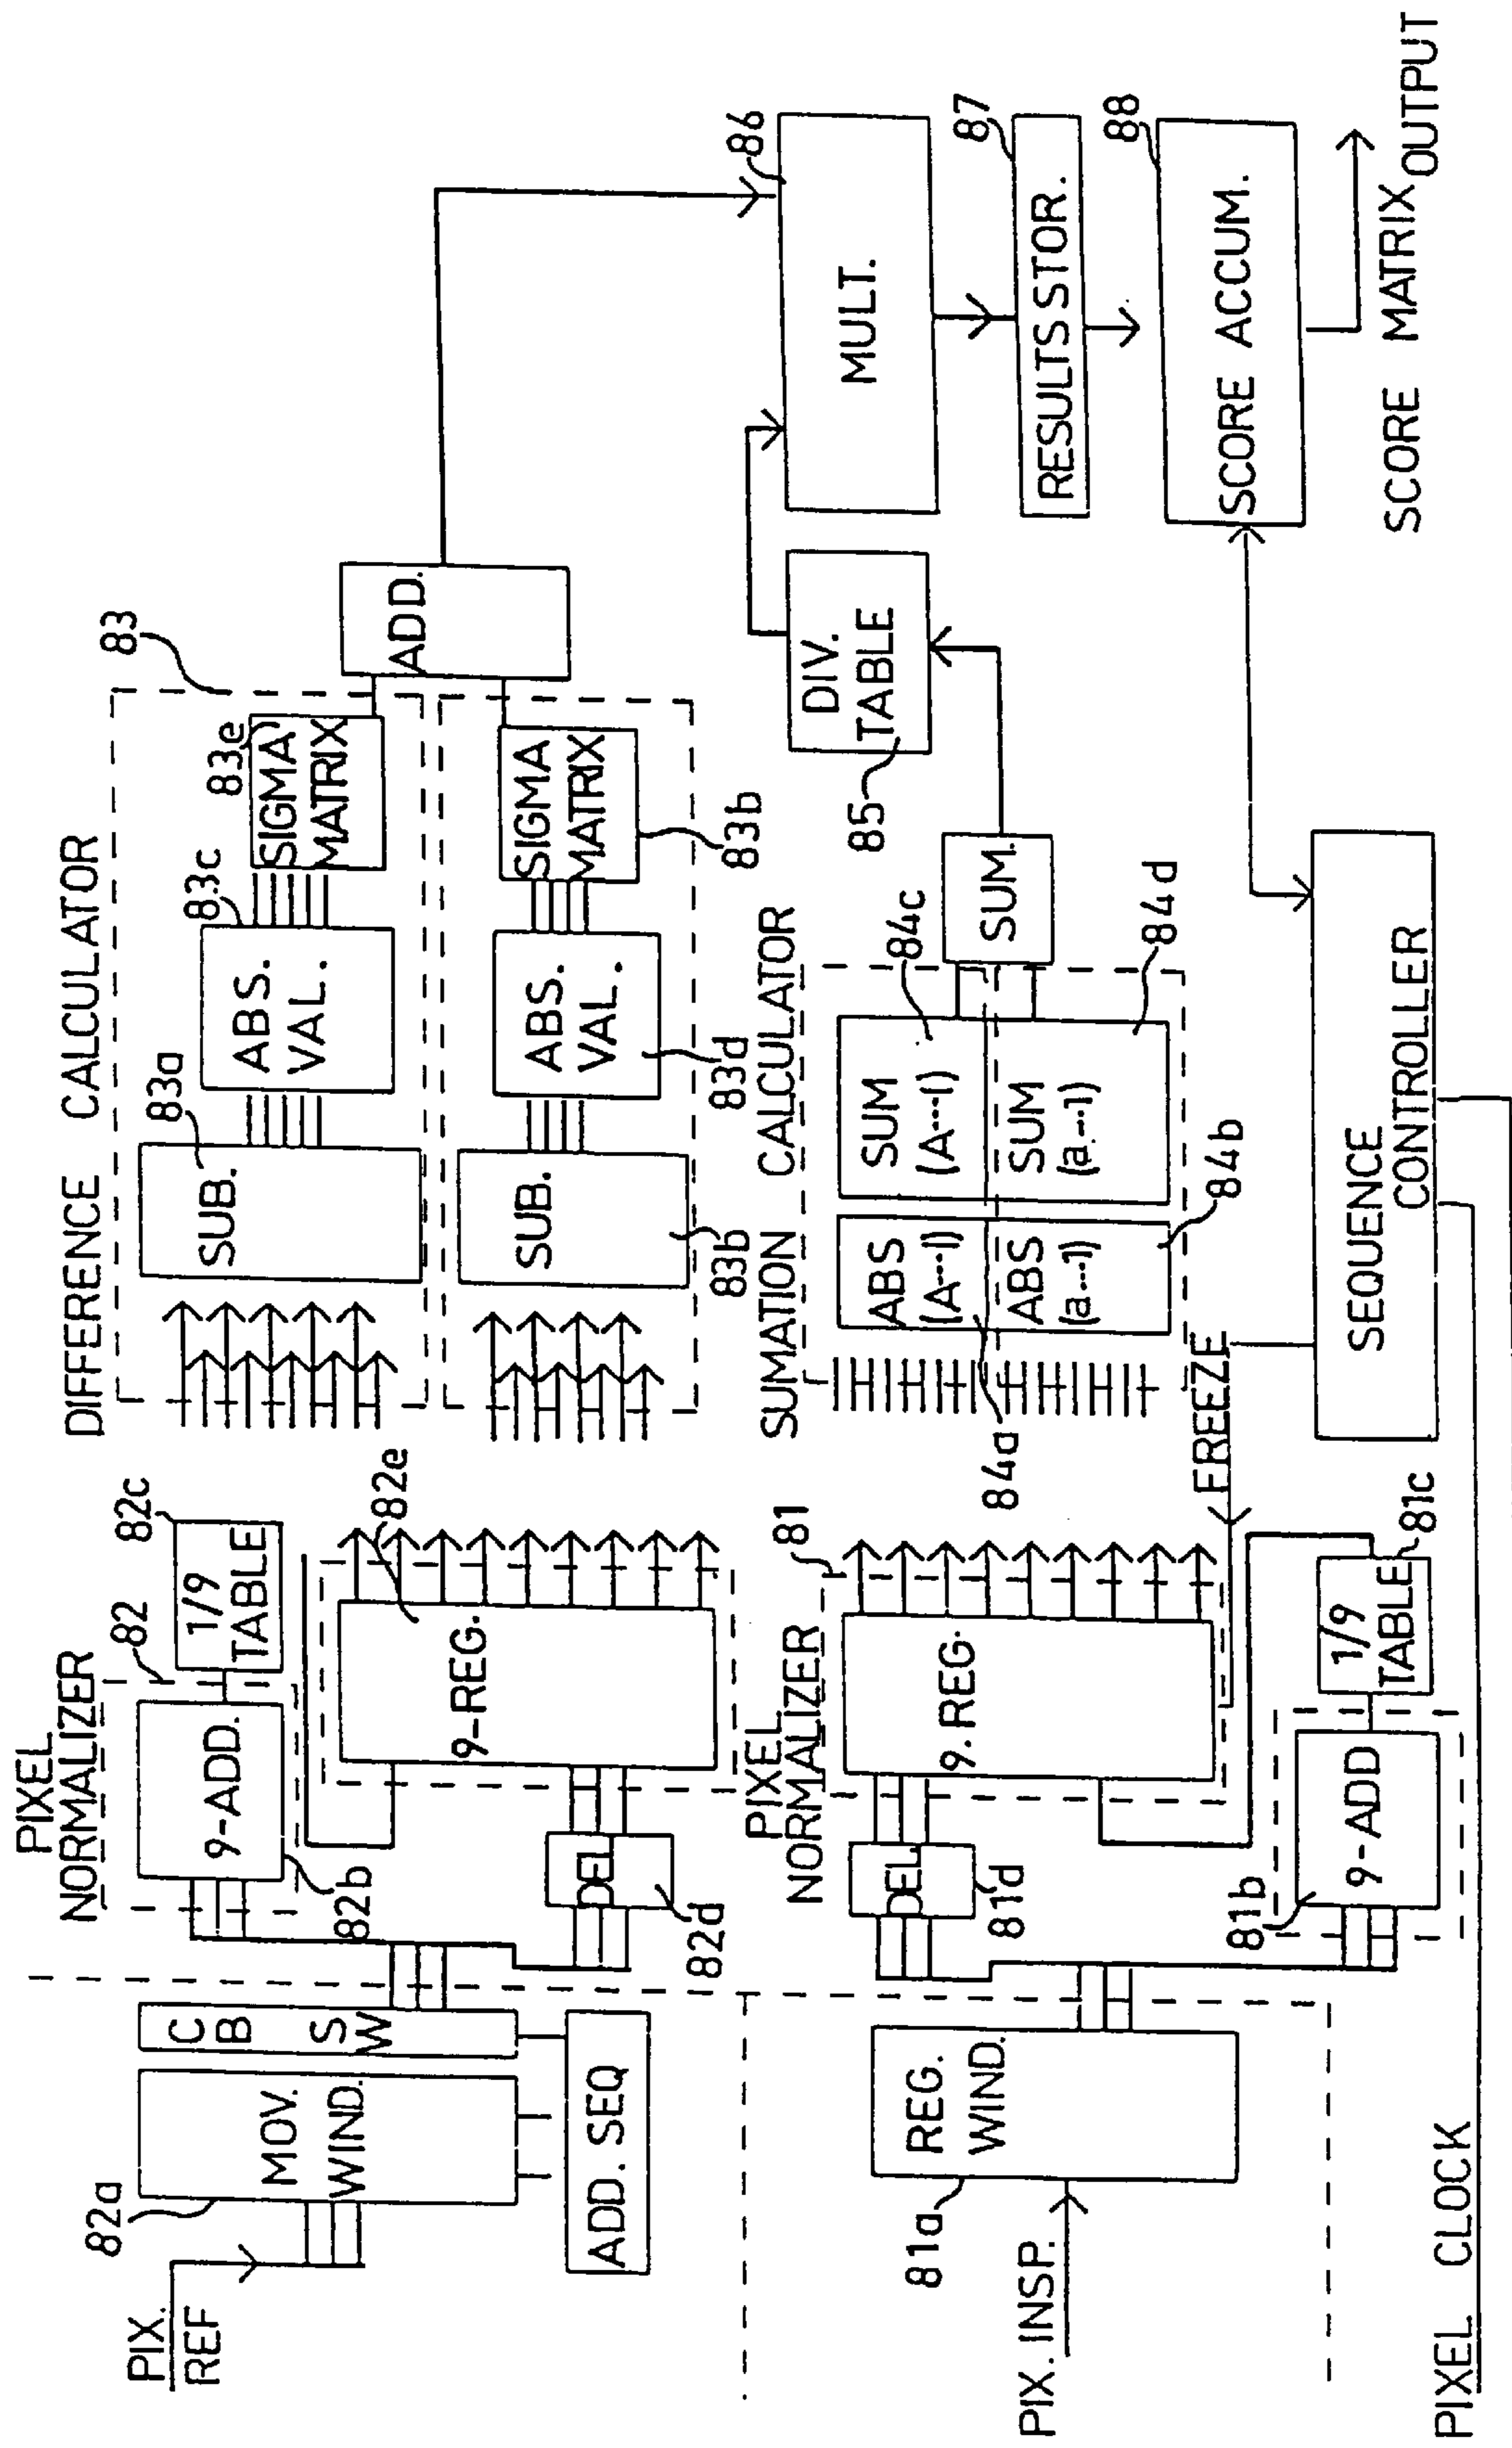 PIX.
REF
82a
MOV.
WIND.
C
B
S
W
ADD. SEQ
PIXEL
NORMALIZER
82
9-ADD.
82b
82c
1/9
TABLE
9-REG.
82e
DEL
82d
DIFFERENCE CALCULATOR
83
83a
SUB.
83c
ABS.
VAL.
83e
SIGMA
MATRIX
SUB.
83b
ABS.
VAL.
83d
SIGMA
MATRIX
83b
ADD.
PIX. INSP.
81a
REG.
WIND.
PIXEL
NORMALIZER
81
DEL
81d
9.REG.
81b
9-ADD
1/9
TABLE
81c
FREEZE
SUMATION CALCULATOR
84a
ABS
(A---I)
ABS
(a---1)
84b
SUM
(A---I)
SUM
(a.--1)
84c
84d
SUM.
DIV.
TABLE
85
86
MULT.
87
RESULTS STOR.
88
SCORE ACCUM.
SCORE MATRIX
OUTPUT
SEQUENCE
CONTROLLER
PIXEL CLOCK